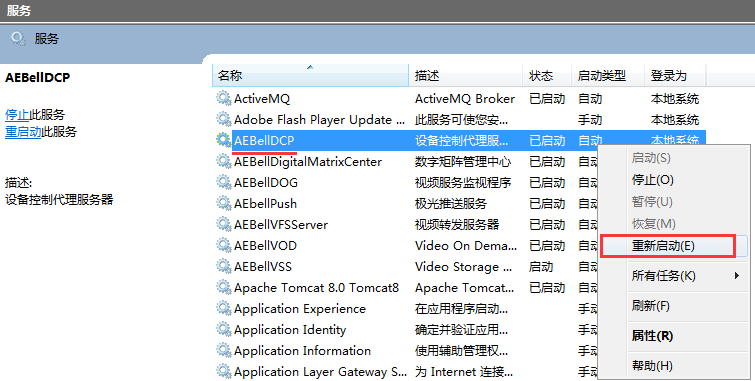 服务
服务
AEBellDCP
停止此服务
重启动此服务
描述:
设备控制代理服务器
名称 描述 状态 启动类型 登录为
ActiveMQ ActiveMQ Broker 已启动 自动 本地系统
Adobe Flash Player Update ... 此服务可使您安... 手动 本地系统
AEBellDCP 设备控制代理服... 已启动 自动 本地系统
AEBellDigitalMatrixCenter 数字矩阵管理中心 已启动 自动
AEBellDOG 视频服务监视程序 已启动 自动
AEBellPush 极光推送服务 已启动 自动
AEBellVFSServer 视频转发服务器 已启动 自动
AEBellVOD Video On Dema... 已启动 自动
AEBellVSS Video Storage ... 启动 自动
Apache Tomcat 8.0 Tomcat8 Apache Tomcat... 已启动 自动
Application Experience 在应用程序启动... 手动
Application Identity 确定并验证应用... 手动
Application Information 使用辅助管理权... 手动
Application Layer Gateway S... 为 Internet 连接... 手动
启动(S)
停止(O)
暂停(U)
恢复(M)
重新启动(E)
所有任务(K)
刷新(F)
属性(R)
帮助(H)